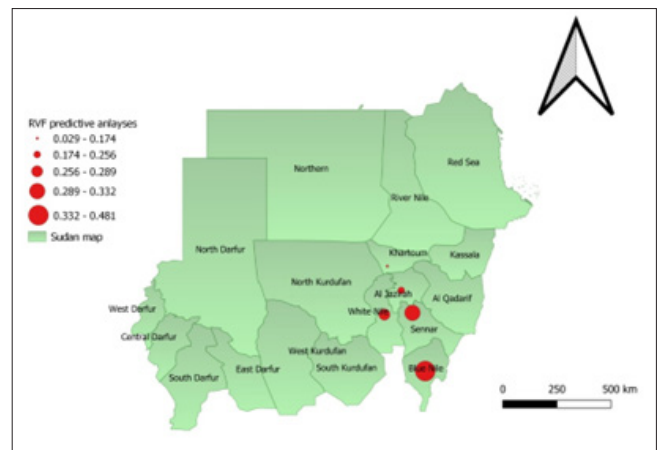 RVF predictive anlayses
0.029 - 0.174
0.174 - 0.256
0.256 - 0.289
0.289 - 0.332
0.332 - 0.481
Sudan map
Northern
Red Sea
River Nile
North Darfur
Khartoum
Kassala
North Kurdufan
Al Jazirah
Al Qadarif
West Darfur
White Nile
Central Darfur
Sennar
West Kurdufan
South Kurdufan
Blue Nile
South Darfur
East Darfur
0 250 500 km